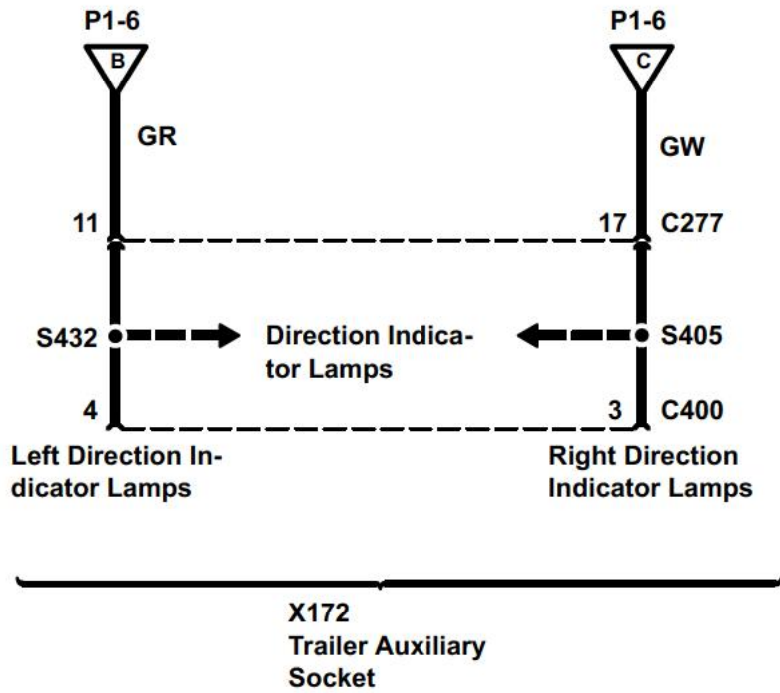 P1-6
P1-6
B
C
GR
GW
11
17
C277
S432
Direction Indica-
tor Lamps
S405
4
3
C400
Left Direction In-
dicator Lamps
Right Direction
Indicator Lamps
X172
Trailer Auxiliary
Socket